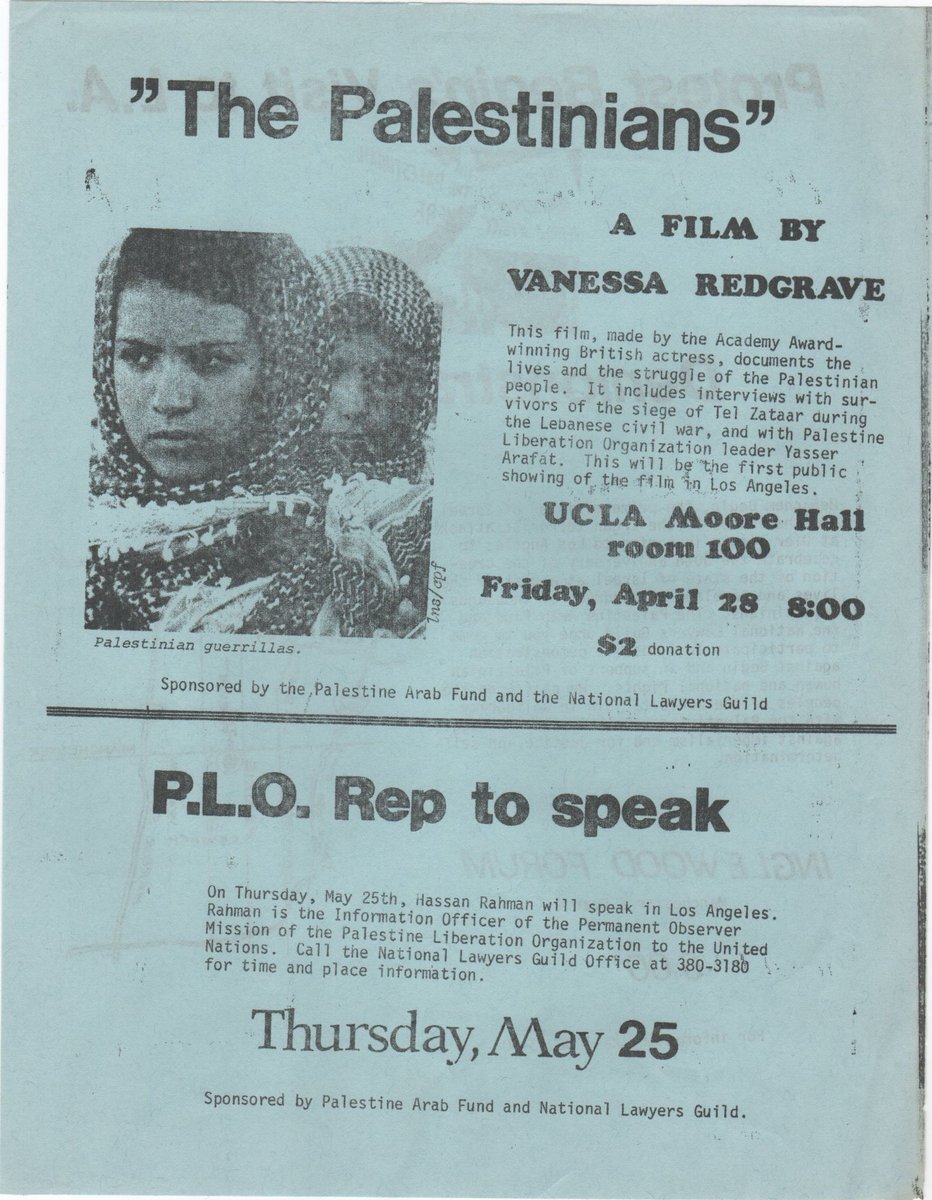 "The Palestinians"
A FILM BY
VANESSA REDGRAVE
This film, made by the Academy Award-
winning British actress, documents the
lives and the struggle of the Palestinian
people. It includes interviews with sur-
vivors of the siege of Tel Zataar during
the Lebanese civil war, and with Palestine
Liberation Organization leader Yasser
Arafat. This will be the first public
showing of the film in Los Angeles.
UCLA Moore Hall
room 100
Friday, April 28 8:00
$2 donation
lns/cpf
Palestinian guerrillas.
Sponsored by the Palestine Arab Fund and the National Lawyers Guild
P.L.O. Rep to speak
On Thursday, May 25th, Hassan Rahman will speak in Los Angeles.
Rahman is the Information Officer of the Permanent Observer
Mission of the Palestine Liberation Organization to the United
Nations. Call the National Lawyers Guild Office at 380-3180
for time and place information.
Thursday, May 25
Sponsored by Palestine Arab Fund and National Lawyers Guild.